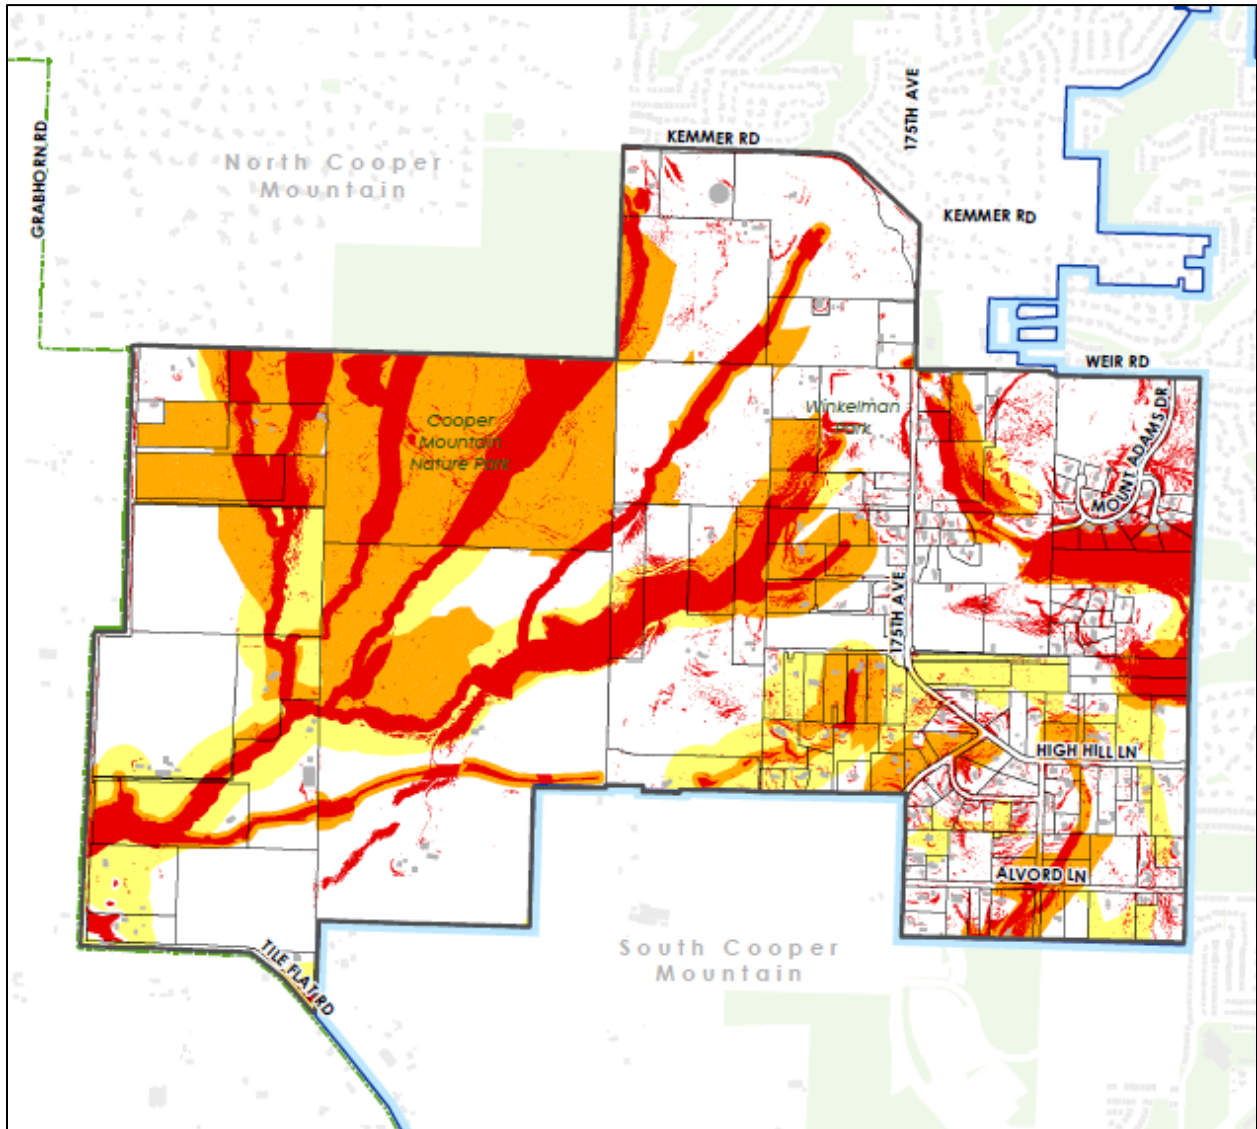 KEMMER RD
175TH AVE
GRABHORN RD
North Cooper
Mountain
KEMMER RD
WEIR RD
Cooper
Mountain
Nature Park
Winkelman
Park
MOUNT ADAMS DR
175TH AVE
HIGH HILL LN
ALVORD LN
TILE FLAT RD
South Cooper
Mountain